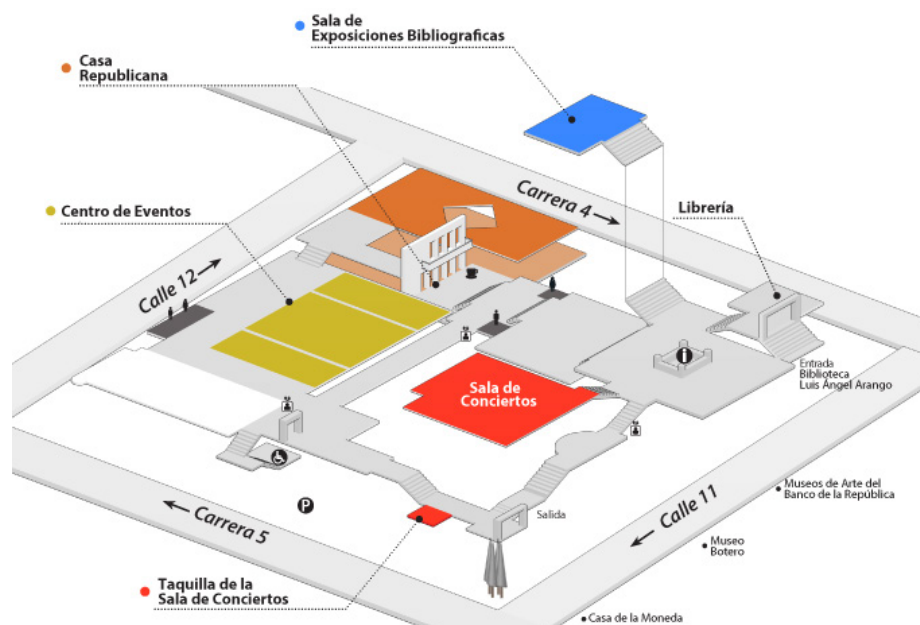 Sala de
Exposiciones Bibliograficas
Casa
Republicana
Carrera 4
Librería
Centro de Eventos
Calle 12
i
Entrada
Biblioteca
Luis Ángel Arango
Sala de
Conciertos
Museos de Arte del
Banco de la República
P
Salida
Calle 11
Carrera 5
Museo
Botero
Taquilla de la
Sala de Conciertos
Casa de la Moneda